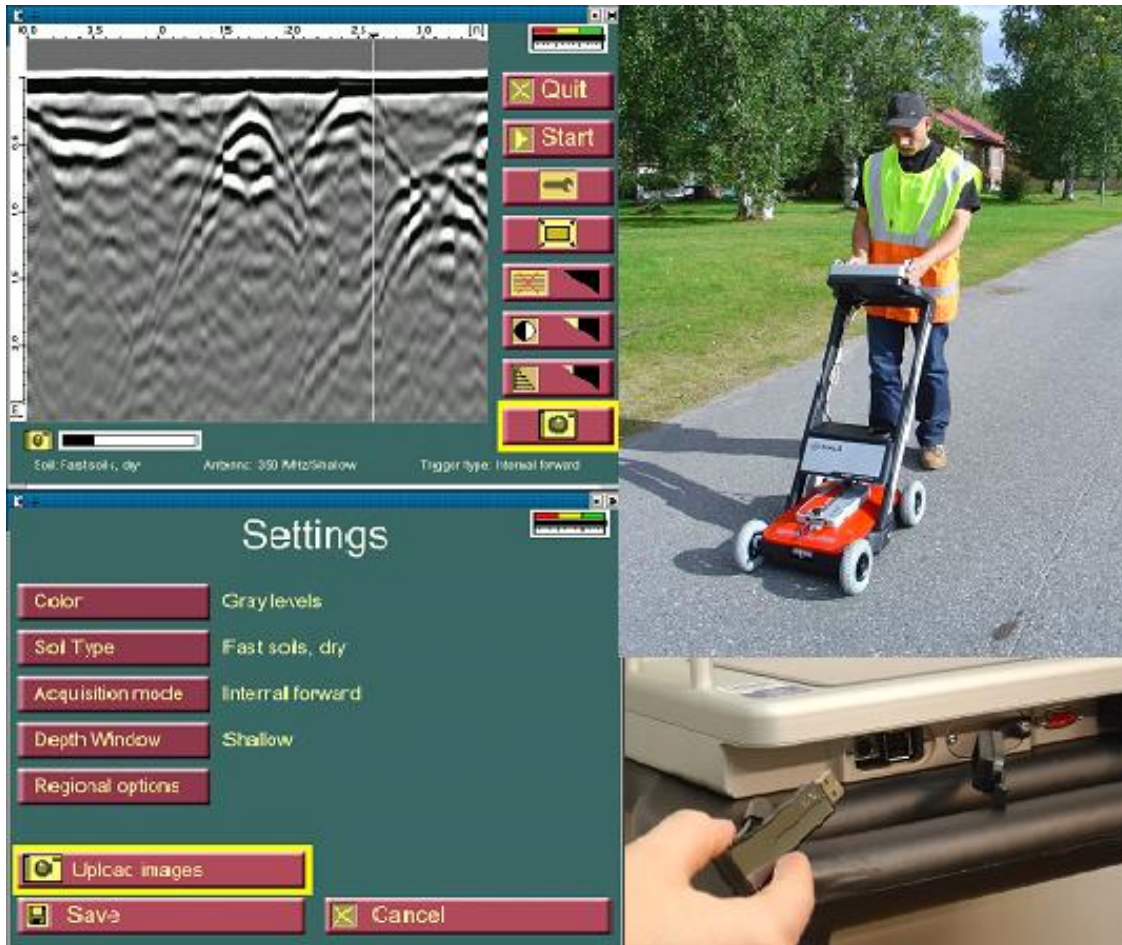 Quit
Start
Soil: Fast soils, dry
Antenna: 350 MHz/Shallow
Trigger type: Internal forward
Settings
Color
Gray levels
Soil Type
Fast soils, dry
Acquisition mode
Internal forward
Depth Window
Shallow
Regional options
Upload images
Save
Cancel